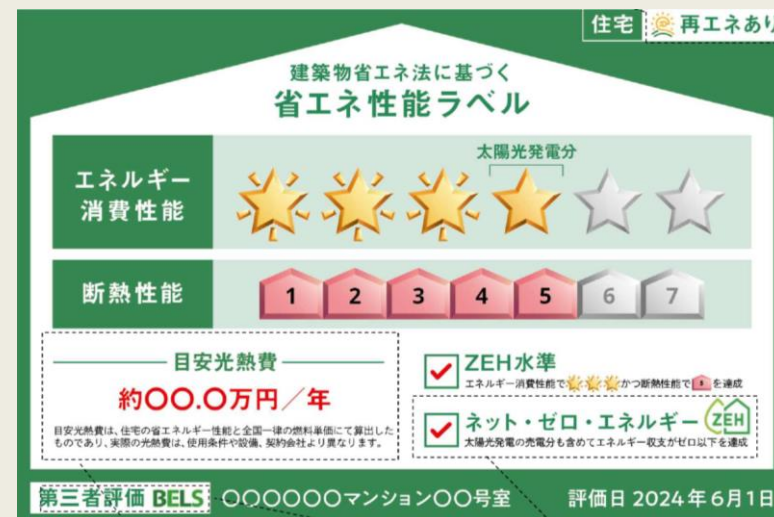 住宅 再エネあり
建築物省エネ法に基づく
省エネ性能ラベル
太陽光発電分
エネルギー
消費性能
断熱性能
1 2 3 4 5 6 7
目安光熱費
約〇〇.〇万円/年
目安光熱費は、住宅の省エネルギー性能と全国一律の燃料単価にて算出した
ものであり、実際の光熱費は、使用条件や設備、契約会社より異なります。
ZEH水準
エネルギー消費性能でかつ断熱性能でを達成
ネット・ゼロ・エネルギー ZEH
太陽光発電の売電分も含めてエネルギー収支がゼロ以下を達成
第三者評価 BELS 〇〇〇〇〇〇マンション〇〇号室 評価日 2024年6月1日